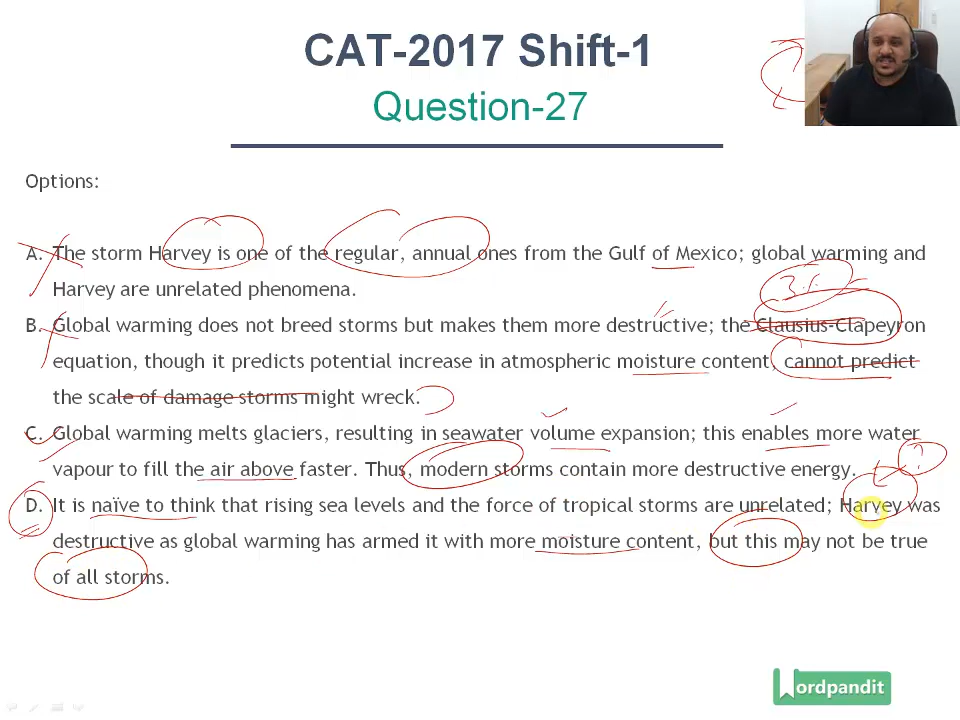 CAT-2017 Shift-1
Question-27
Options:
A. The storm Harvey is one of the regular, annual ones from the Gulf of Mexico; global warming and
Harvey are unrelated phenomena.
B. Global warming does not breed storms but makes them more destructive; the Clausius-Clapeyron
equation, though it predicts potential increase in atmospheric moisture content, cannot predict
the scale of damage storms might wreck.
C. Global warming melts glaciers, resulting in seawater volume expansion; this enables more water
vapour to fill the air above faster. Thus, modern storms contain more destructive energy.
D. It is naïve to think that rising sea levels and the force of tropical storms are unrelated; Harvey was
destructive as global warming has armed it with more moisture content, but this may not be true
of all storms.
ordpandit